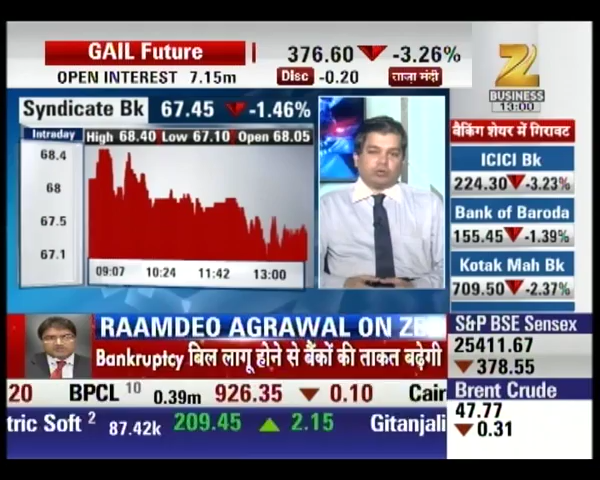 GAIL Future
376.60 -3.26%
OPEN INTEREST 7.15m
Disc -0.20
ताज़ा मंदी
Z
BUSINESS
13:00
Syndicate Bk 67.45 -1.46%
Intraday
High 68.40 Low 67.10 Open 68.05
68.4
68
67.5
67.1
09:07 10:24 11:42 13:00
बैंकिंग शेयर में गिरावट
ICICI Bk
224.30 -3.23%
Bank of Baroda
155.45 -1.39%
Kotak Mah Bk
709.50 -2.37%
RAAMDEO AGRAWAL ON ZB
Bankruptcy बिल लागू होने से बैंकों की ताकत बढ़ेगी
S&P BSE Sensex
25411.67
378.55
20 BPCL 10 0.39m 926.35 0.10 Cair
Brent Crude
47.77
0.31
tric Soft 2 87.42k 209.45 2.15 Gitanjali